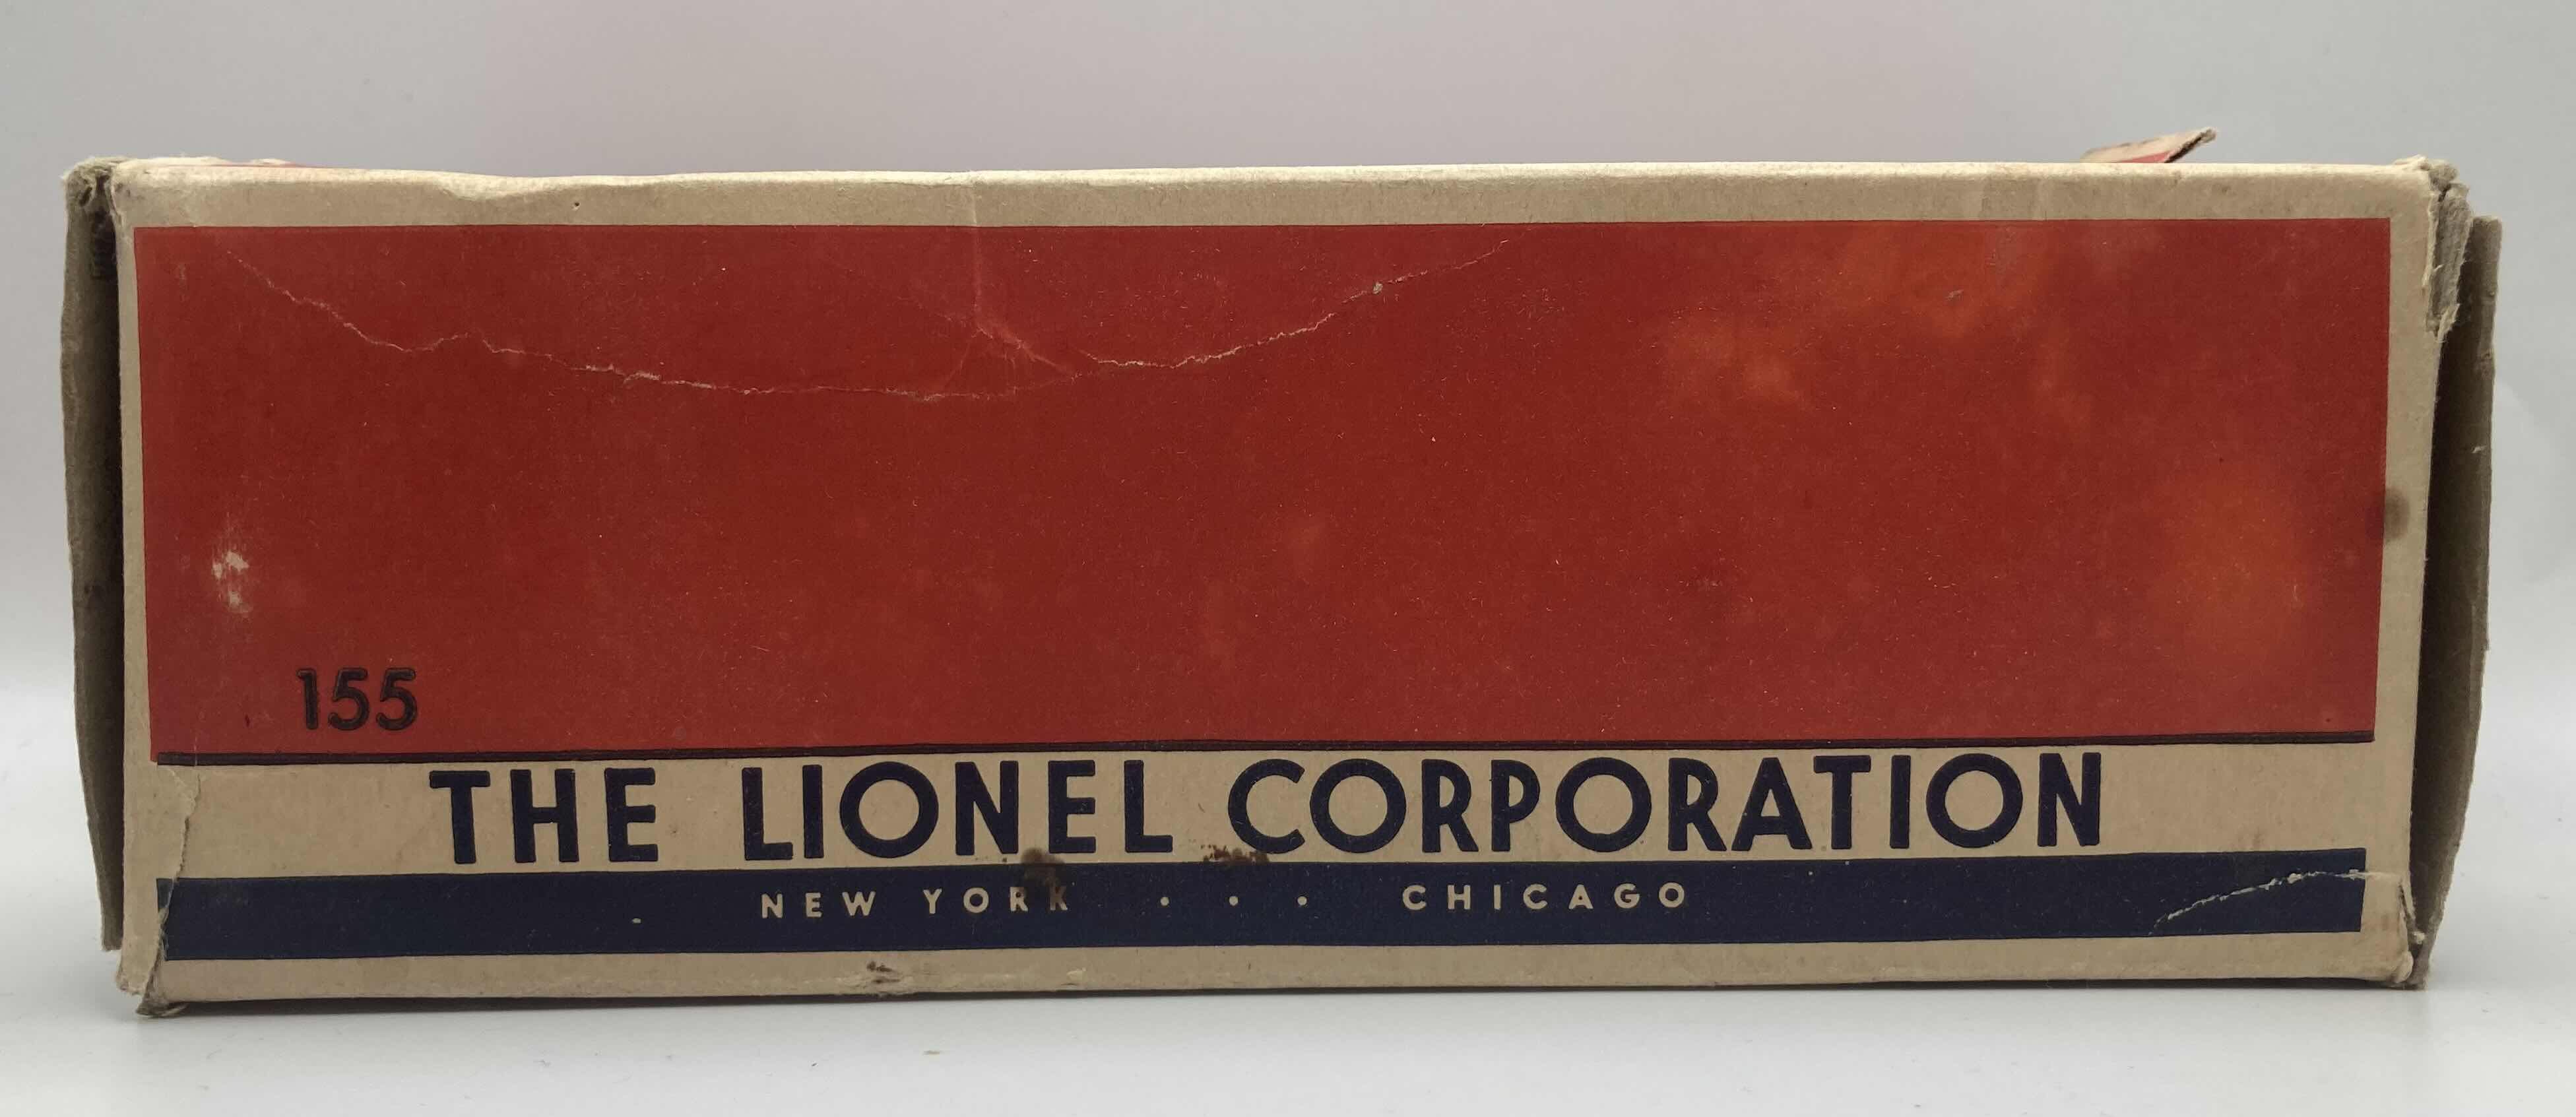 155
THE LIONEL CORPORATION
NEW YORK . . . CHICAGO